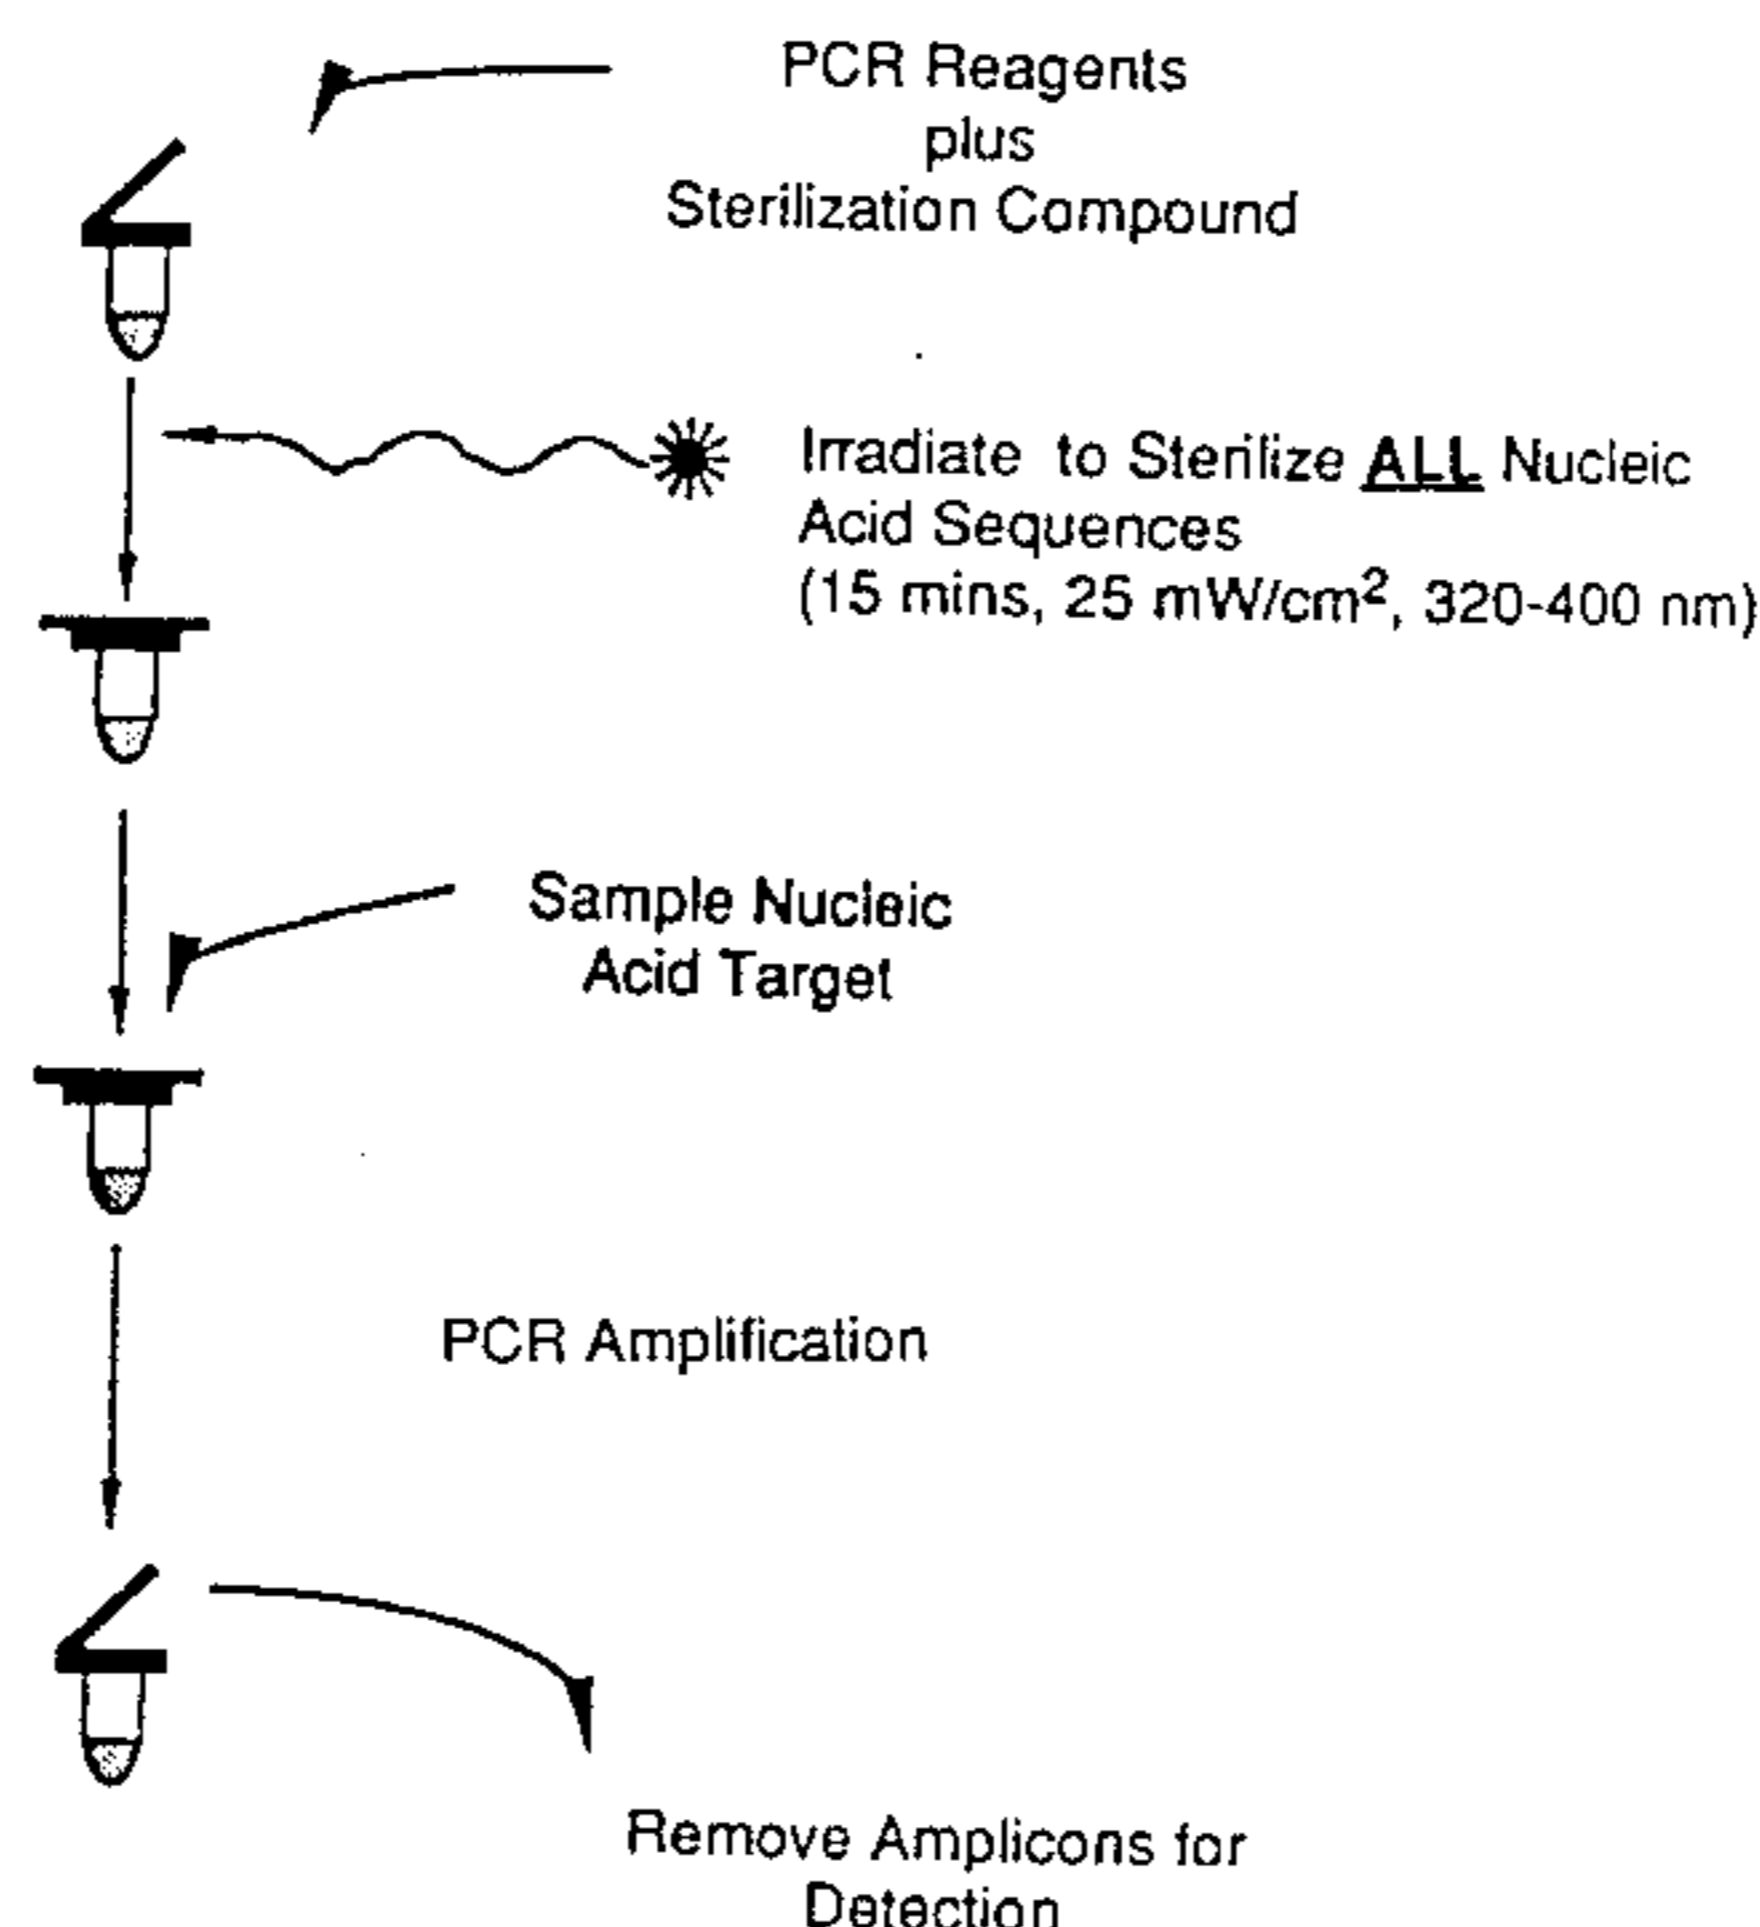 PCR Reagents
plus
Sterilization Compound
Irradiate to Sterilize ALL Nucleic
Acid Sequences
(15 mins, 25 mW/cm², 320-400 nm)
Sample Nucleic
Acid Target
PCR Amplification
Remove Amplicons for
Detection